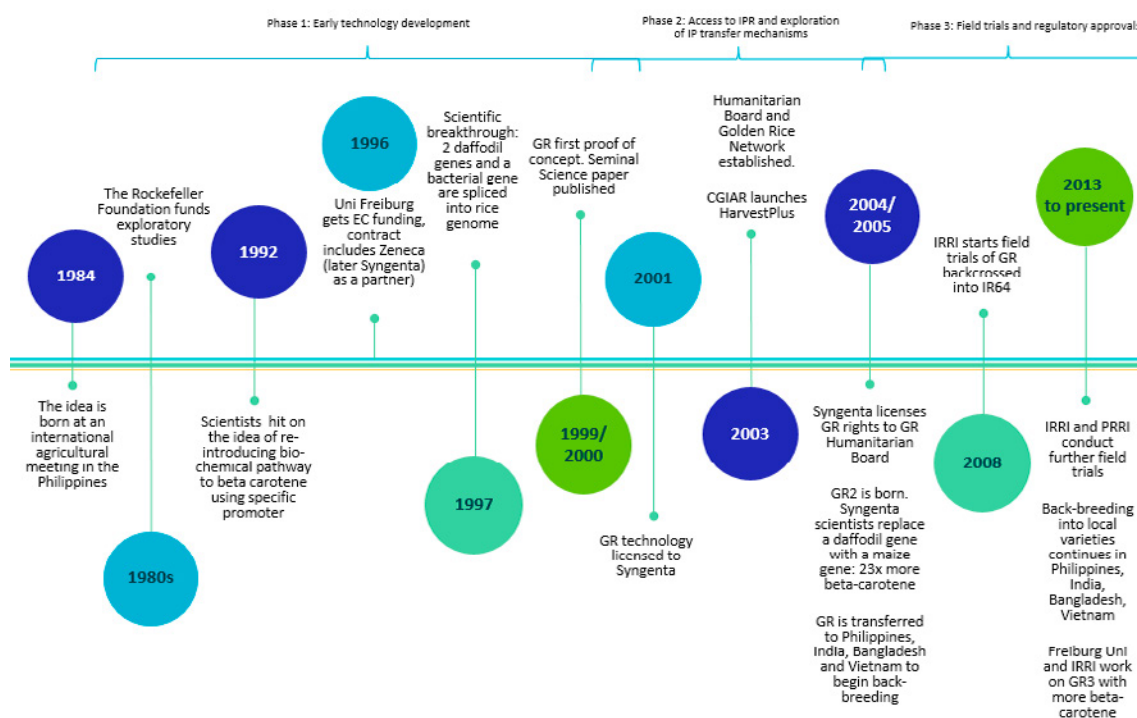 Phase 1: Early technology development
Phase 2: Access to IPR and exploration
of IP transfer mechanisms
Phase 3: Field trials and regulatory approvals
1984
The idea is
born at an
international
agricultural
meeting in the
Philippines
The Rockefeller
Foundation funds
exploratory
studies
1980s
1992
Scientists hit on
the idea of re-
introducing bio-
chemical pathway
to beta carotene
using specific
promoter
1996
Uni Freiburg
gets EC funding,
contract
includes Zeneca
(later Syngenta)
as a partner)
Scientific
breakthrough:
2 daffodil
genes and a
bacterial gene
are spliced
into rice
genome
1997
GR first proof of
concept. Seminal
Science paper
published
1999/
2000
2001
GR technology
licensed to
Syngenta
Humanitarian
Board and
Golden Rice
Network
established.
CGIAR launches
HarvestPlus
2003
2004/
2005
Syngenta licenses
GR rights to GR
Humanitarian
Board
GR2 is born.
Syngenta
scientists replace
a daffodil gene
with a maize
gene: 23x more
beta-carotene
GR is transferred
to Philippines,
India, Bangladesh
and Vietnam to
begin back-
breeding
IRRI starts field
trials of GR
backcrossed
into IR64
2008
2013
to present
IRRI and PRRI
conduct
further field
trials
Back-breeding
into local
varieties
continues in
Philippines,
India,
Bangladesh,
Vietnam
Freiburg Uni
and IRRI work
on GR3 with
more beta-
carotene